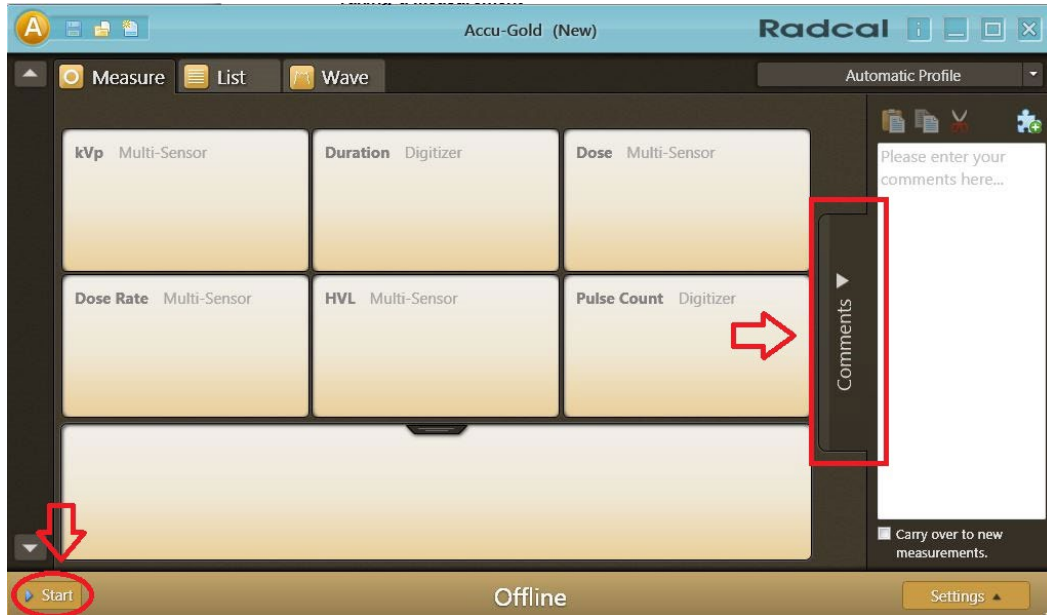 A
Accu-Gold (New)
Radcal
i
Measure
List
Wave
Automatic Profile
kVp Multi-Sensor
Duration Digitizer
Dose Multi-Sensor
Please enter your
comments here...
Dose Rate Multi-Sensor
HVL Multi-Sensor
Pulse Count Digitizer
Comments
Carry over to new
measurements.
Start
Offline
Settings